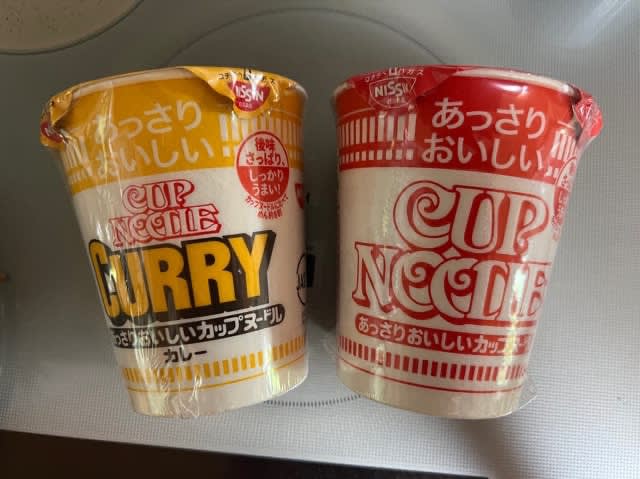 NISSIN
あっさり
おいしい!!!
後味
さっぱり、
しっかり
うまい!
CUP
NOODLE
CURRY
あっさりおいしいカップヌードル
カレー
NISSIN
あっさり
おいしい!!!
CUP
NOODLE
あっさりおいしいカップヌー